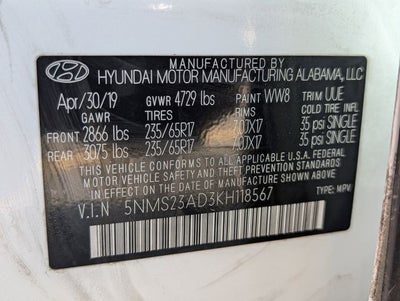 MANUFACTURED BY
HYUNDAI MOTOR MANUFACTURING ALABAMA, LLC
Apr/30/19 GVWR 4729 lbs PAINT WW8 TRIM UUE
GAWR TIRES RIMS COLD TIRE INFL.
FRONT 2866 lbs 235/65R17 7.0JX17 35 psi SINGLE
REAR 3075 lbs 235/65R17 7.0JX17 35 psi SINGLE
THIS VEHICLE CONFORMS TO ALL APPLICABLE U.S. FEDERAL
MOTOR VEHICLE SAFETY AND THEFT PREVENTION STANDARDS
IN EFFECT ON THE DATE OF MANUFACTURE SHOWN ABOVE
V.I.N 5NMS23AD3KH118567 TYPE: MPV